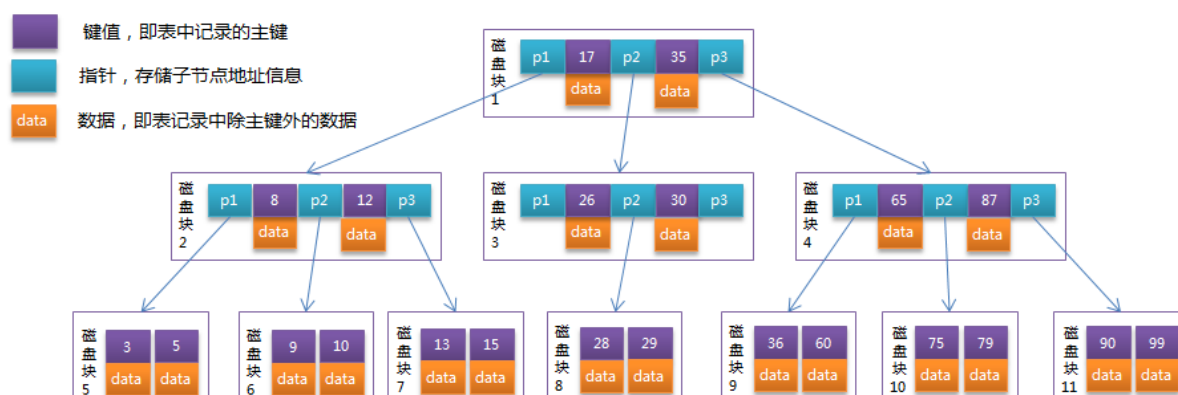 键值，即表中记录的主键
指针，存储子节点地址信息
data 数据，即表记录中除主键外的数据
磁盘块1
p1 17 p2 35 p3
data data
磁盘块2
p1 8 p2 12 p3
data data
磁盘块3
p1 26 p2 30 p3
data data
磁盘块4
p1 65 p2 87 p3
data data
磁盘块5
3 5
data data
磁盘块6
9 10
data data
磁盘块7
13 15
data data
磁盘块8
28 29
data data
磁盘块9
36 60
data data
磁盘块10
75 79
data data
磁盘块11
90 99
data data